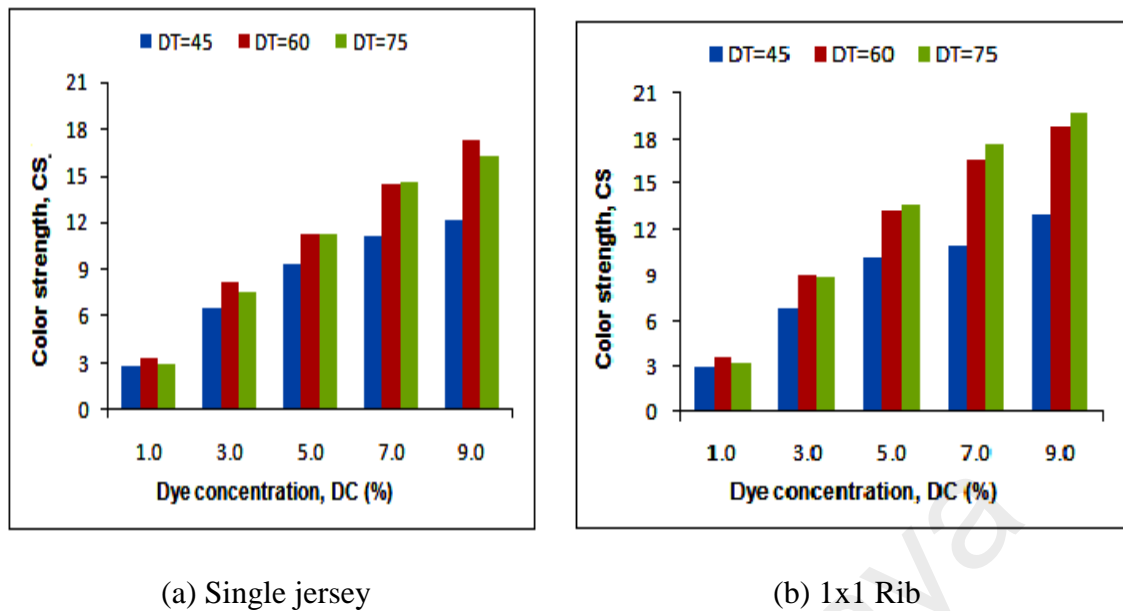 DT=45 DT=60 DT=75
21
18
15
12
9
6
3
0
Color strength, CS.
1.0 3.0 5.0 7.0 9.0
Dye concentration, DC (%)
(a) Single jersey
DT=45 DT=60 DT=75
21
18
15
12
9
6
3
0
Color strength, CS
1.0 3.0 5.0 7.0 9.0
Dye concentration, DC (%)
(b) 1x1 Rib